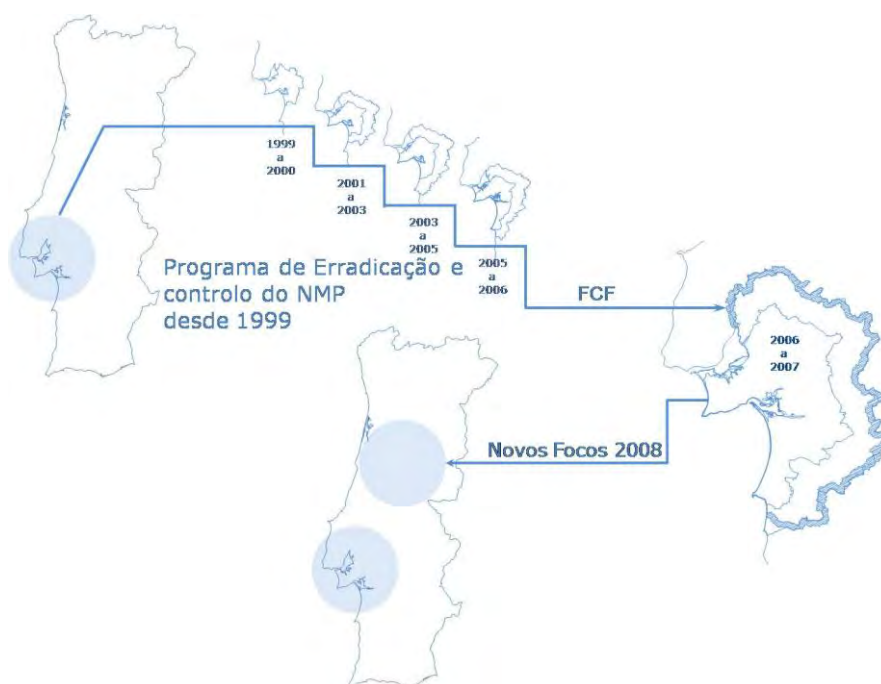 1999
a
2000
2001
a
2003
2003
a
2005
2005
a
2006
Programa de Erradicação e
controlo do NMP
desde 1999
FCF
2006
a
2007
Novos Focos 2008